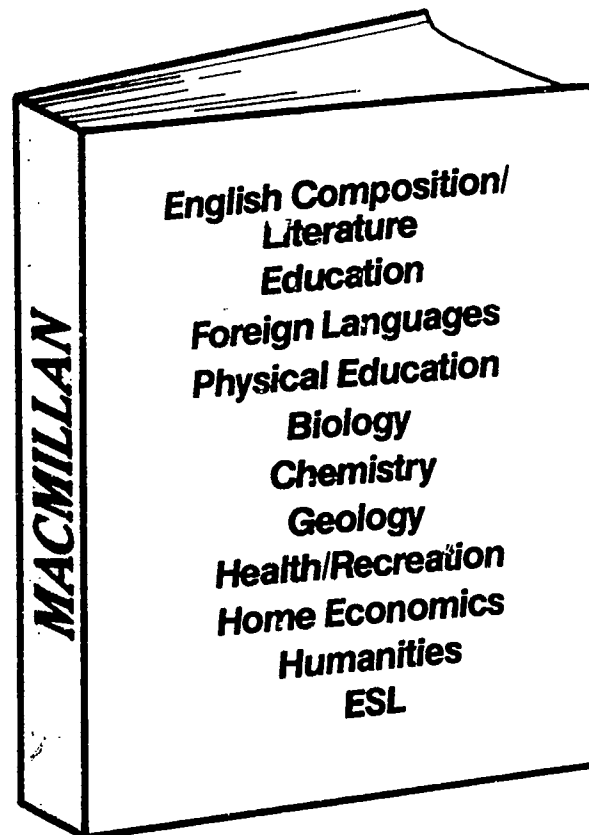 MACMILLAN
English Composition/
Literature
Education
Foreign Languages
Physical Education
Biology
Chemistry
Geology
Health/Recreation
Home Economics
Humanities
ESL